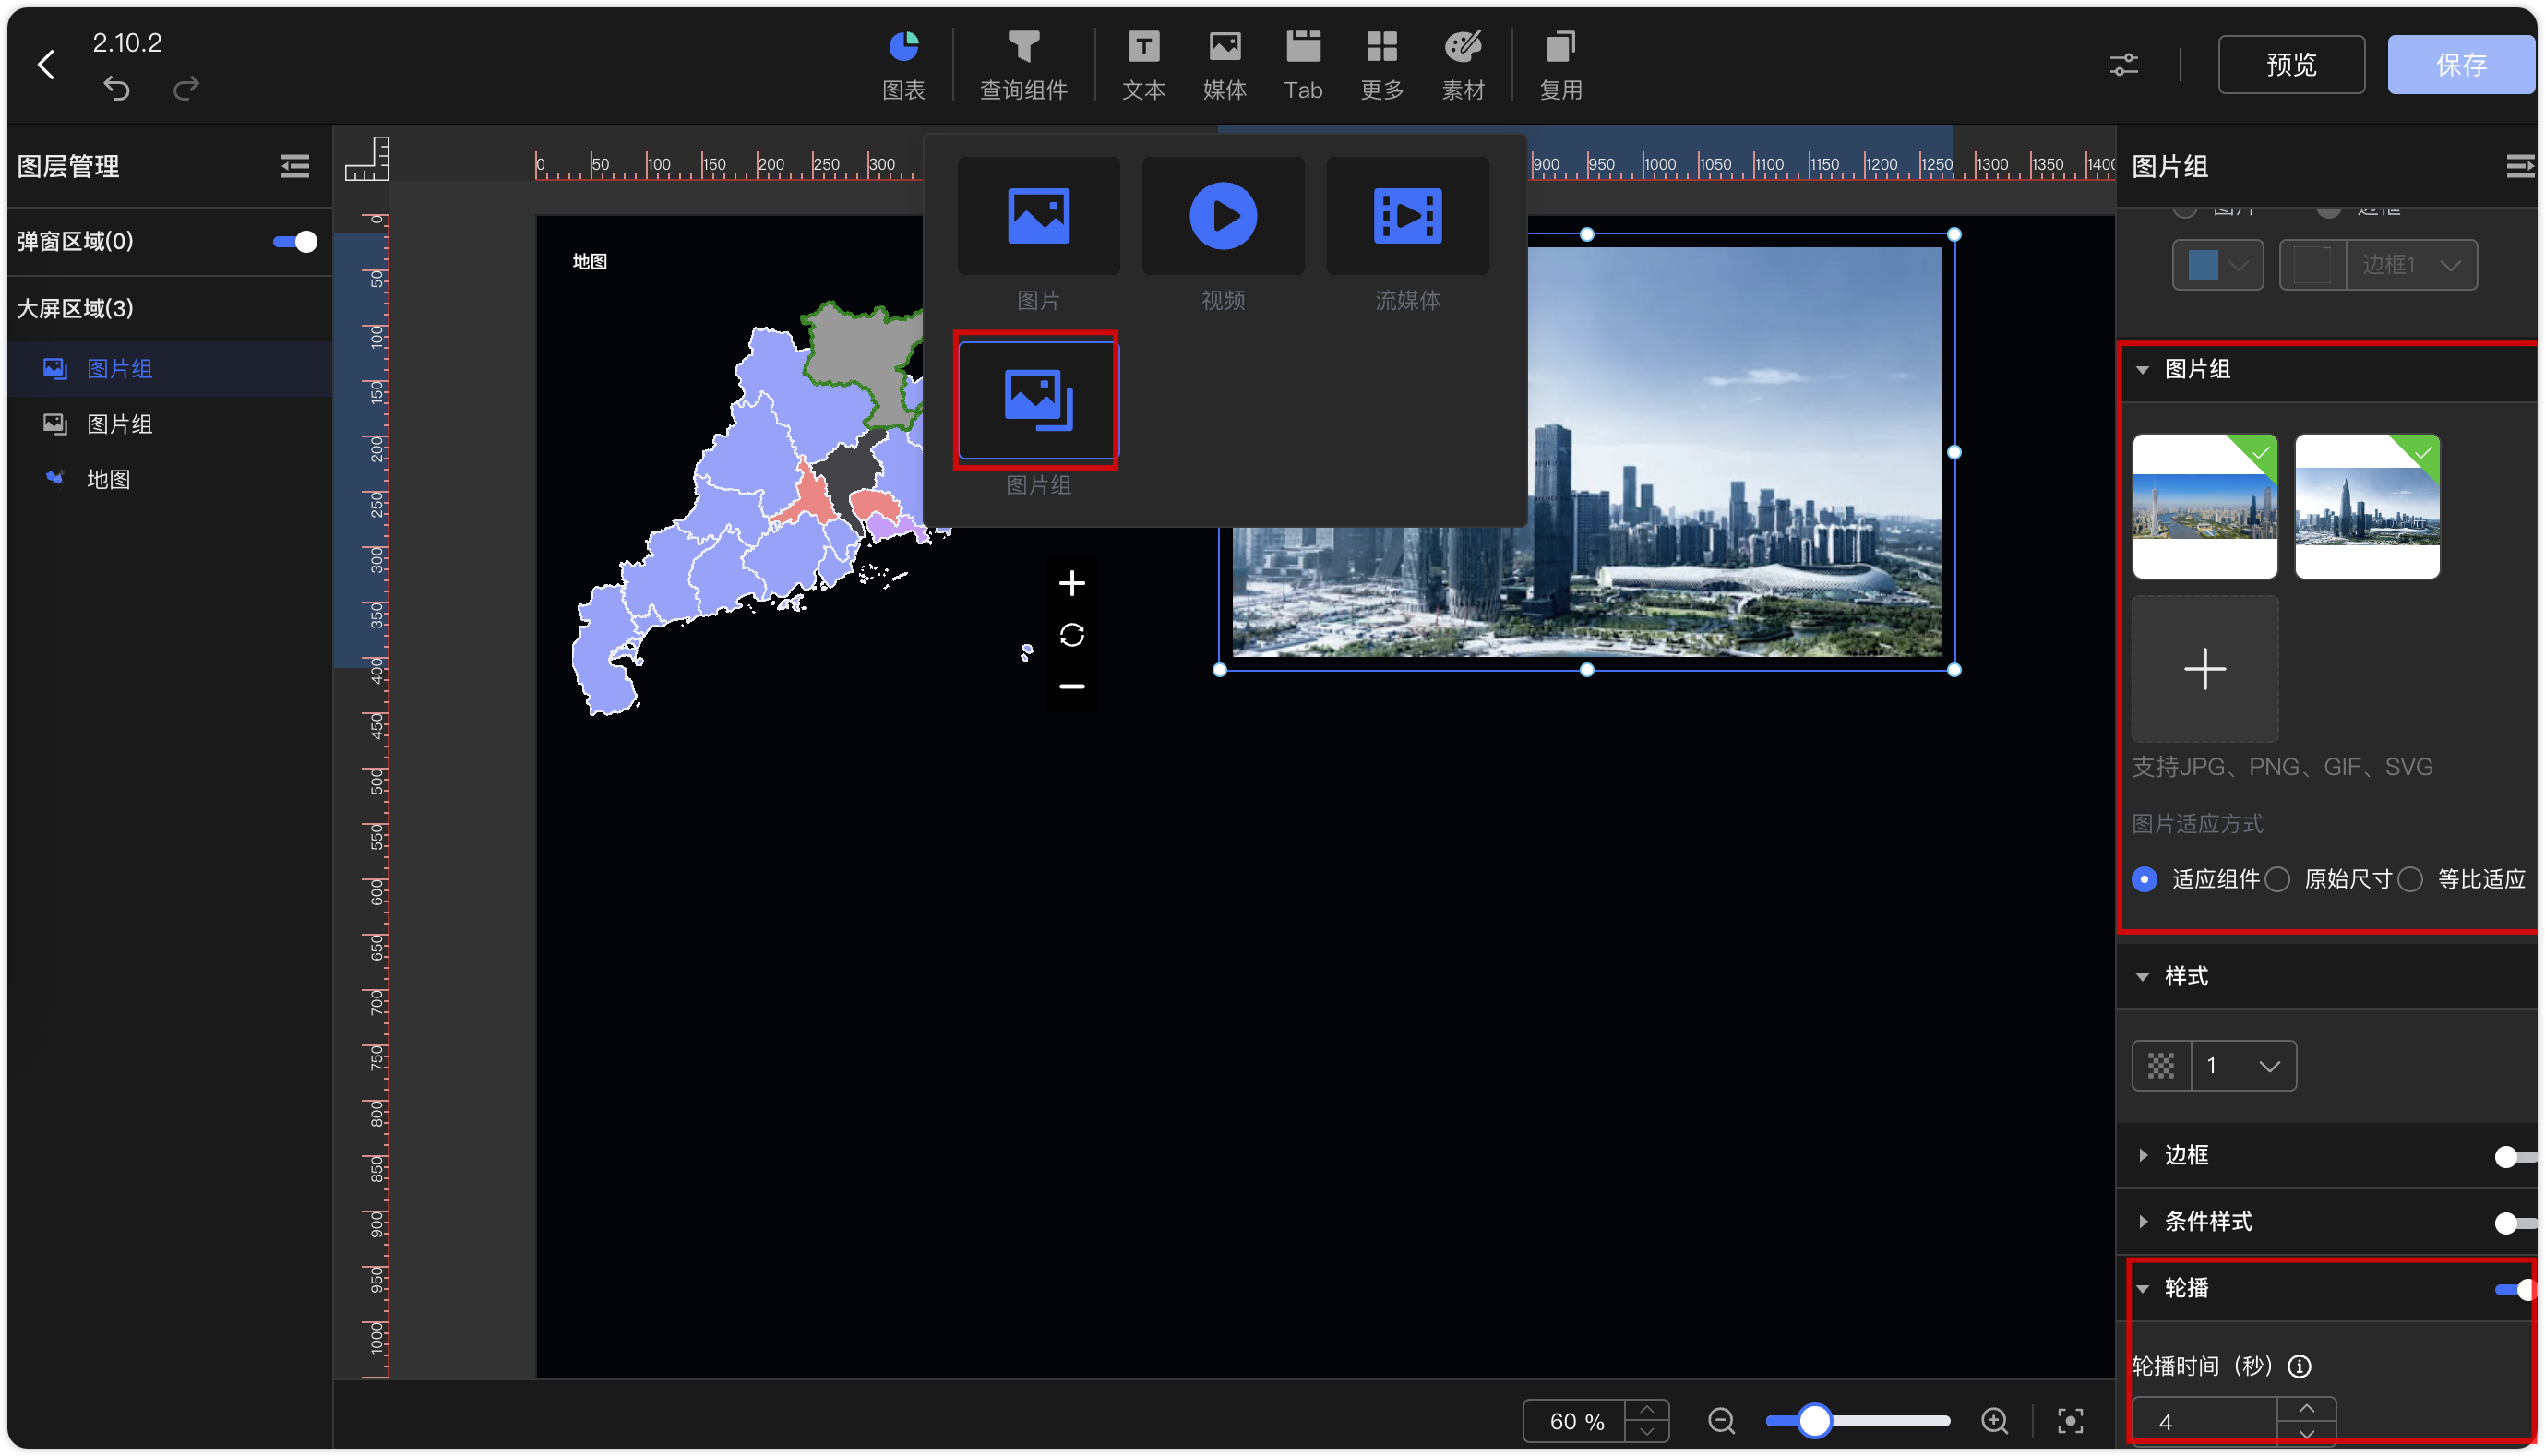 2.10.2
图表
查询组件
文本
媒体
Tab
更多
素材
复用
预览
保存
图层管理
弹窗区域(0)
大屏区域(3)
图片组
图片组
地图
0 50 100 150 200 250 300
900 950 1000 1050 1100 1150 1200 1250 1300 1350 1400
0
50
100
150
200
250
300
350
400
450
500
550
600
650
700
750
800
850
900
950
1000
地图
图片
视频
流媒体
图片组
60 %
图片组
图片
边框
边框1
图片组
支持JPG、PNG、GIF、SVG
图片适应方式
适应组件 原始尺寸 等比适应
样式
1
边框
条件样式
轮播
轮播时间（秒）
4